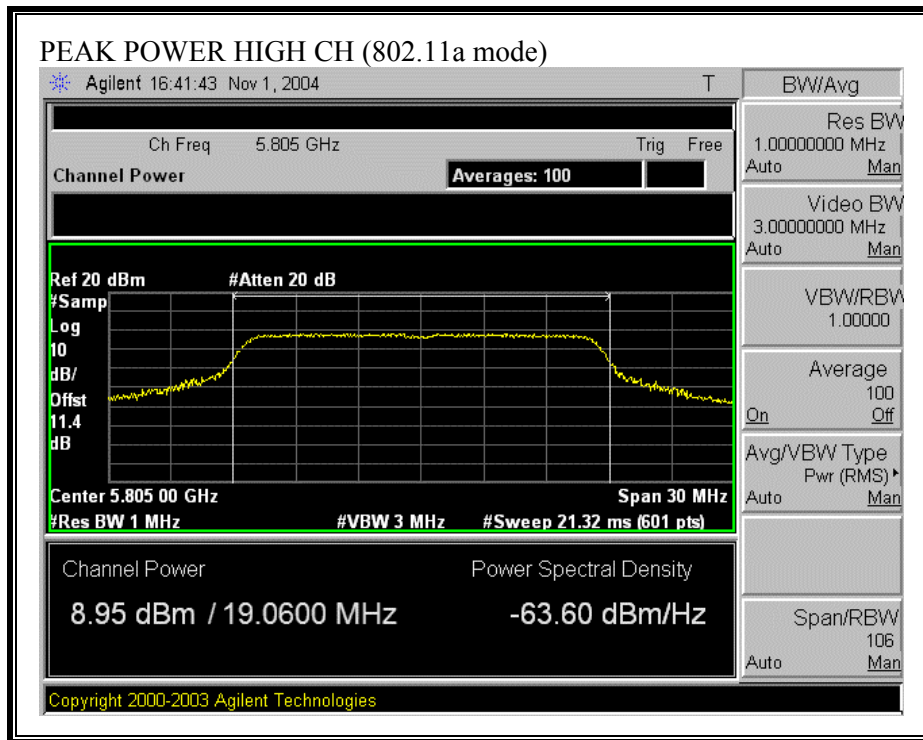 PEAK POWER HIGH CH (802.11a mode)
Agilent 16:41:43 Nov 1, 2004 T
Ch Freq 5.805 GHz Trig Free
Channel Power Averages: 100
Ref 20 dBm #Atten 20 dB
#Samp
Log
10
dB/
Offst
11.4
dB
Center 5.805 00 GHz Span 30 MHz
#Res BW 1 MHz #VBW 3 MHz #Sweep 21.32 ms (601 pts)
Channel Power Power Spectral Density
8.95 dBm / 19.0600 MHz -63.60 dBm/Hz
Copyright 2000-2003 Agilent Technologies
BW/Avg
Res BW
1.00000000 MHz
Auto Man
Video BW
3.00000000 MHz
Auto Man
VBW/RBW
1.00000
Average
100
On Off
Avg/VBW Type
Pwr (RMS)
Auto Man
Span/RBW
106
Auto Man